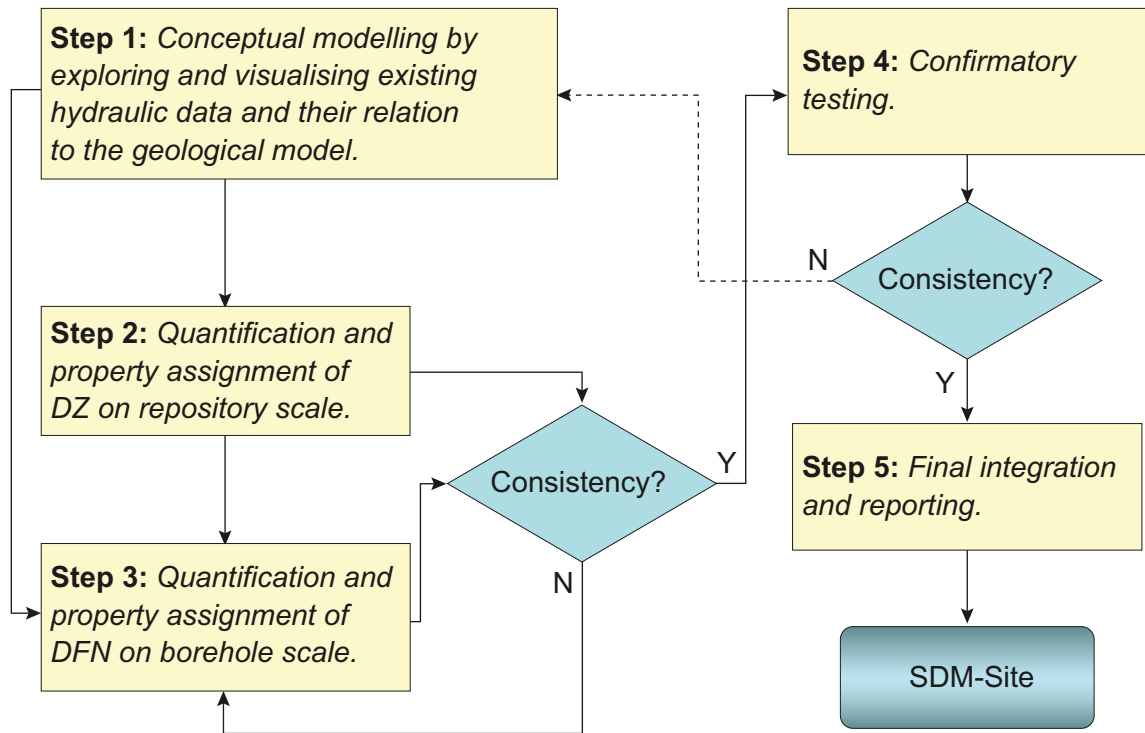 Step 1: Conceptual modelling by
exploring and visualising existing
hydraulic data and their relation
to the geological model.
Step 2: Quantification and
property assignment of
DZ on repository scale.
Step 3: Quantification and
property assignment of
DFN on borehole scale.
Consistency?
Y
N
Step 4: Confirmatory
testing.
Consistency?
N
Y
Step 5: Final integration
and reporting.
SDM-Site